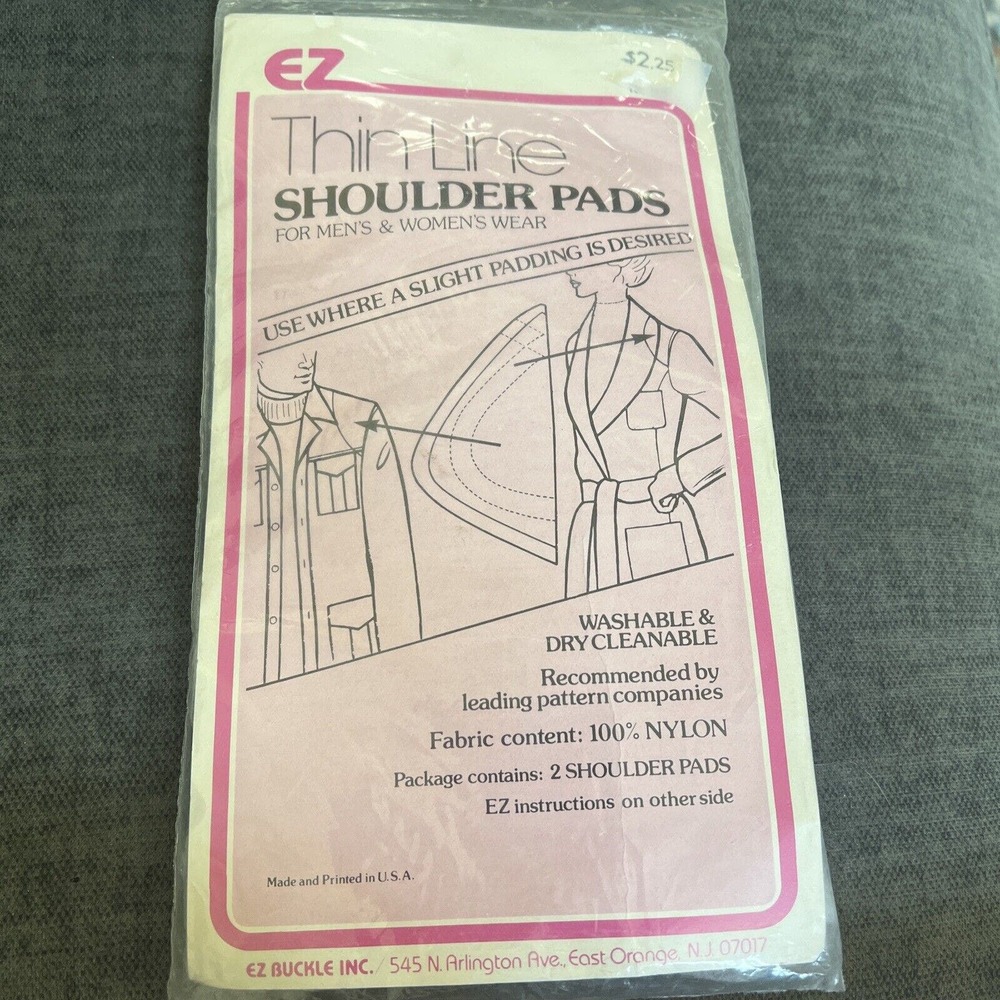 EZ
$2.25
Thin Line
SHOULDER PADS
FOR MEN'S & WOMEN'S WEAR
USE WHERE A SLIGHT PADDING IS DESIRED
WASHABLE &
DRY CLEANABLE
Recommended by
leading pattern companies
Fabric content: 100% NYLON
Package contains: 2 SHOULDER PADS
EZ instructions on other side
Made and Printed in U.S.A.
EZ BUCKLE INC. / 545 N. Arlington Ave., East Orange, N.J. 07017